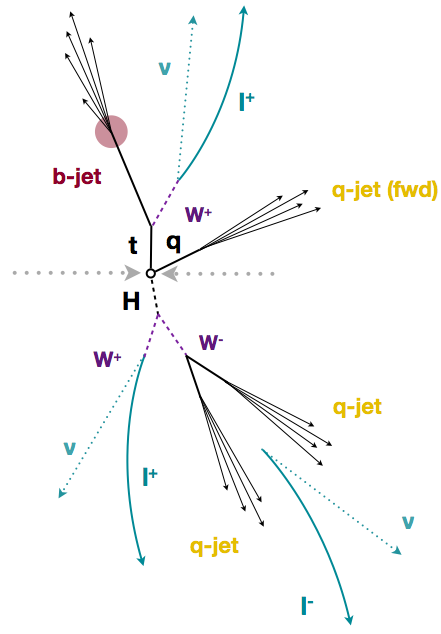 ν
l+
b-jet
q-jet (fwd)
W+
t
q
H
W-
W+
q-jet
ν
l+
ν
q-jet
l-